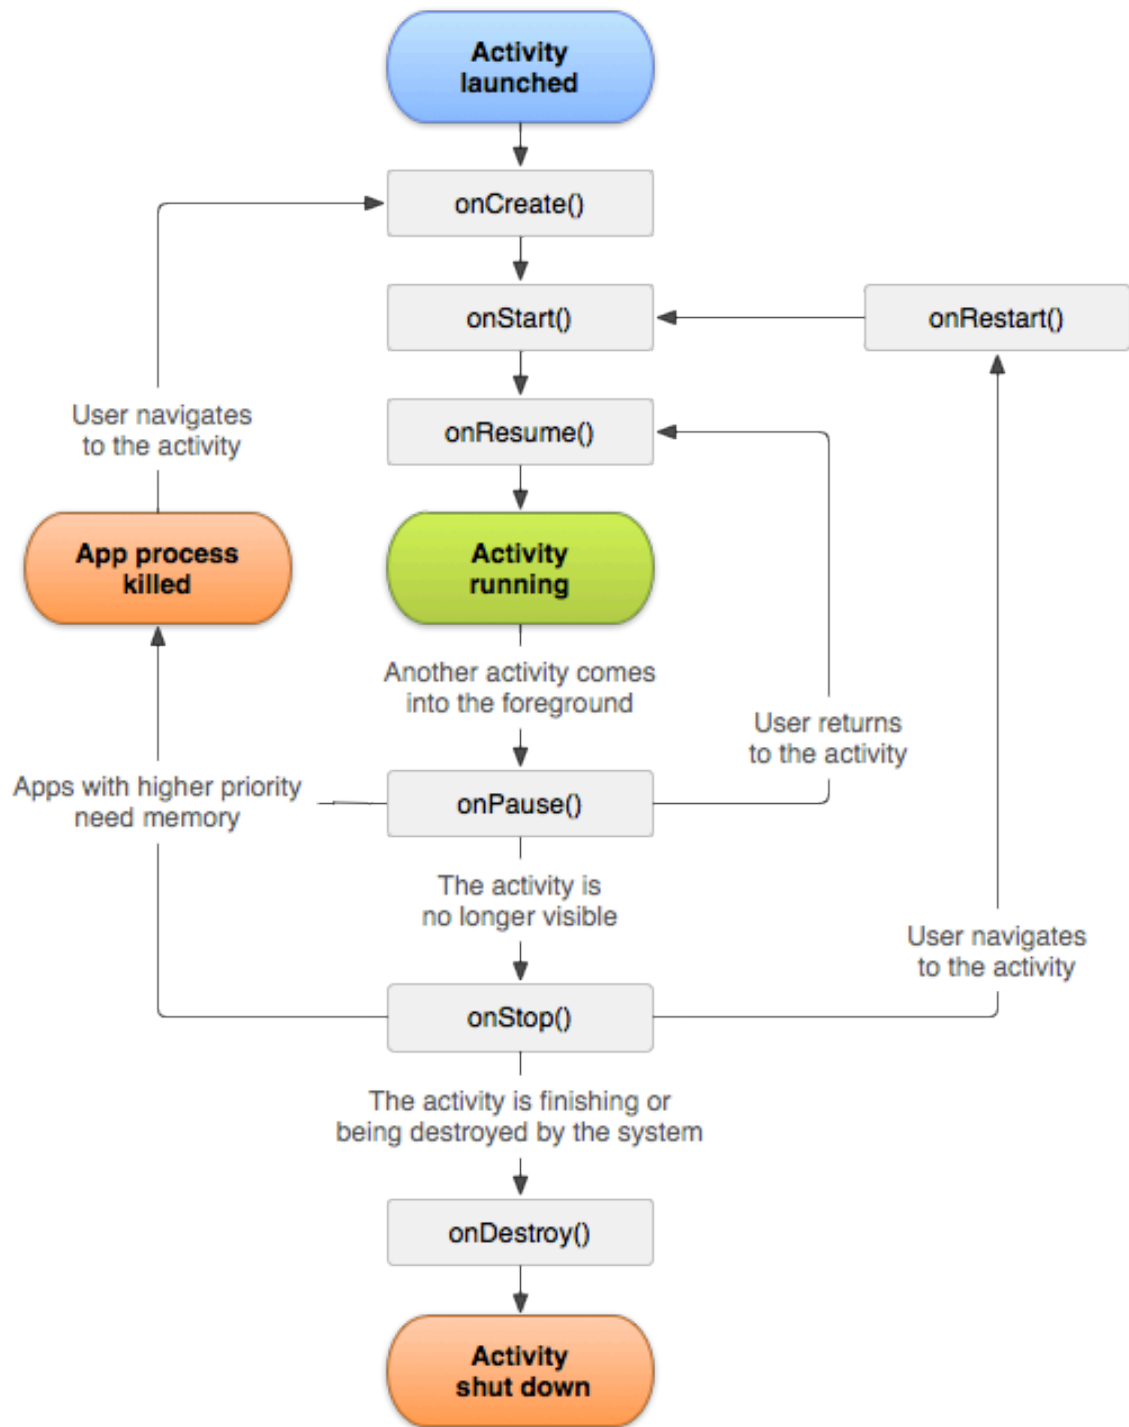 Activity
launched
onCreate()
onStart()
onRestart()
User navigates
to the activity
onResume()
App process
killed
Activity
running
Another activity comes
into the foreground
User returns
to the activity
Apps with higher priority
need memory
onPause()
The activity is
no longer visible
User navigates
to the activity
onStop()
The activity is finishing or
being destroyed by the system
onDestroy()
Activity
shut down